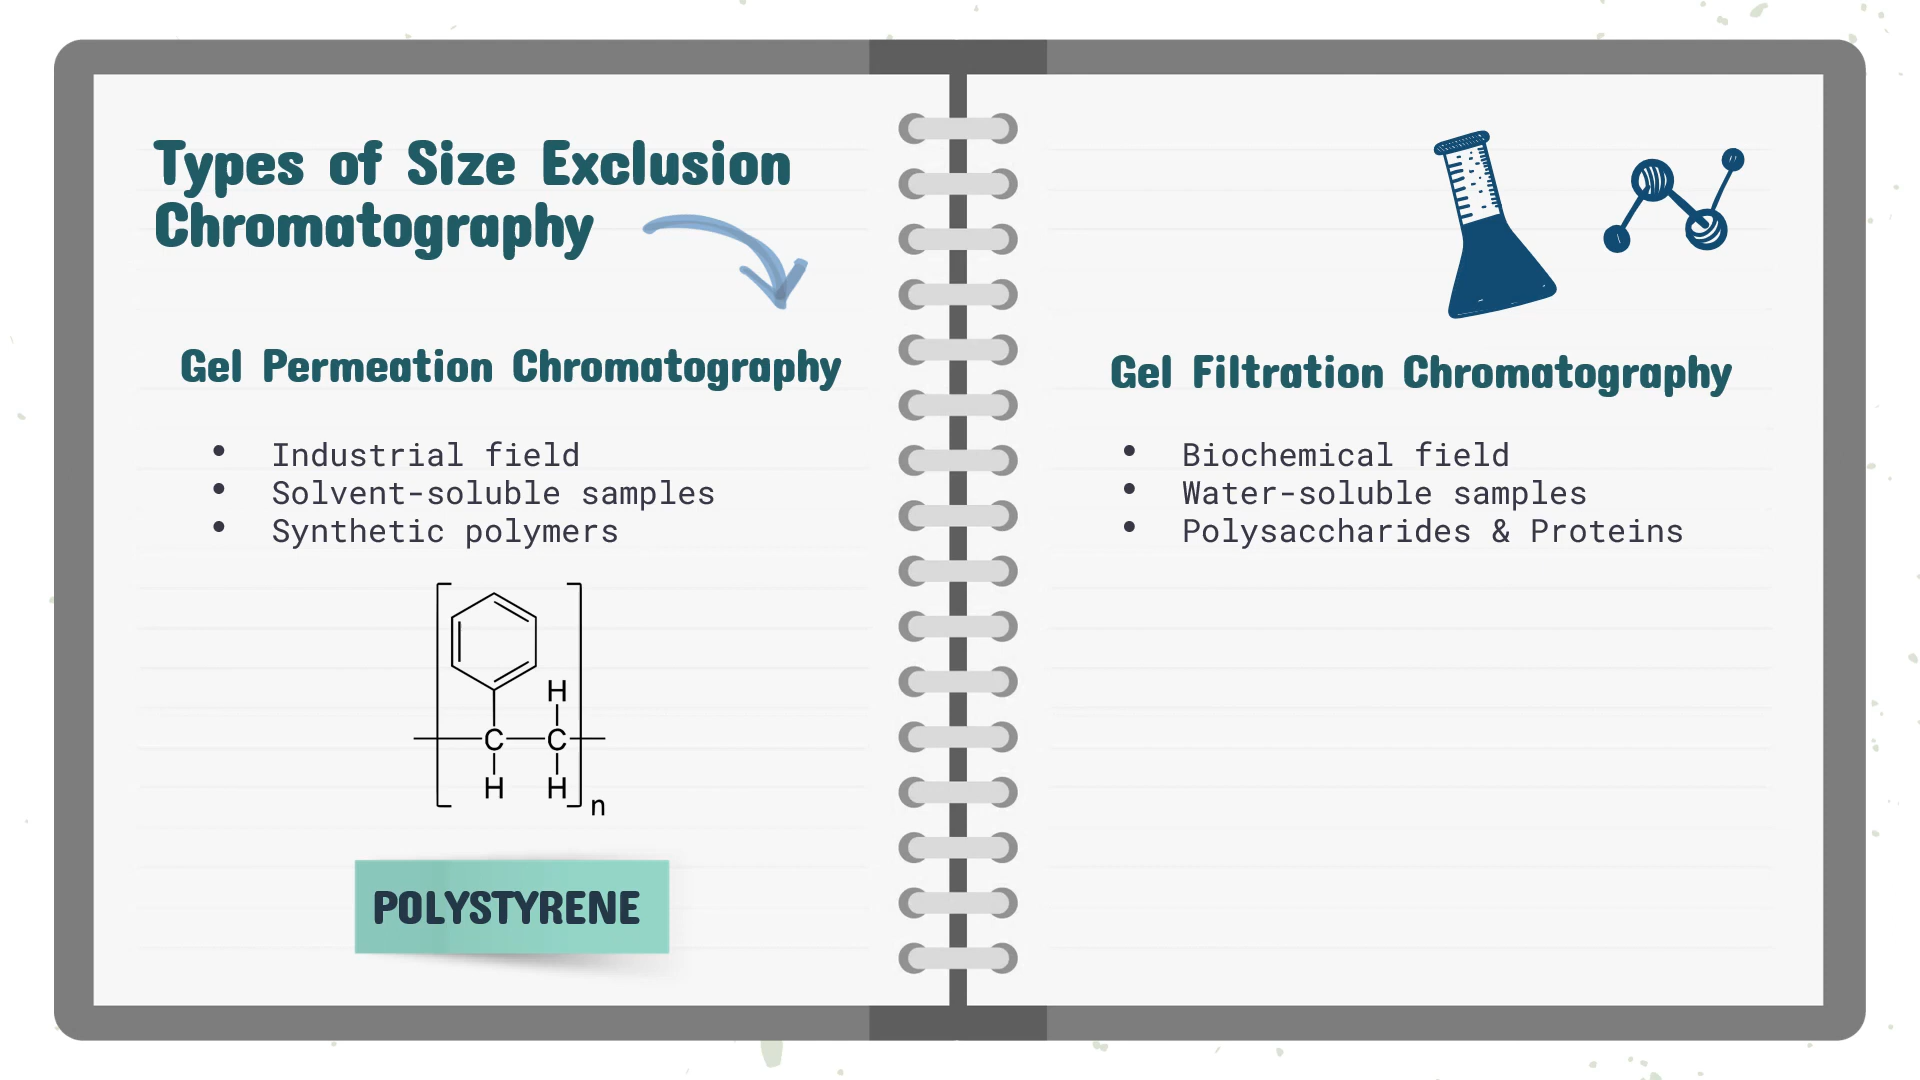 Types of Size Exclusion
Chromatography
Gel Permeation Chromatography
• Industrial field
• Solvent-soluble samples
• Synthetic polymers
H
C C
H H
n
POLYSTYRENE
Gel Filtration Chromatography
• Biochemical field
• Water-soluble samples
• Polysaccharides & Proteins